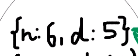 {n: 6, d: 5}